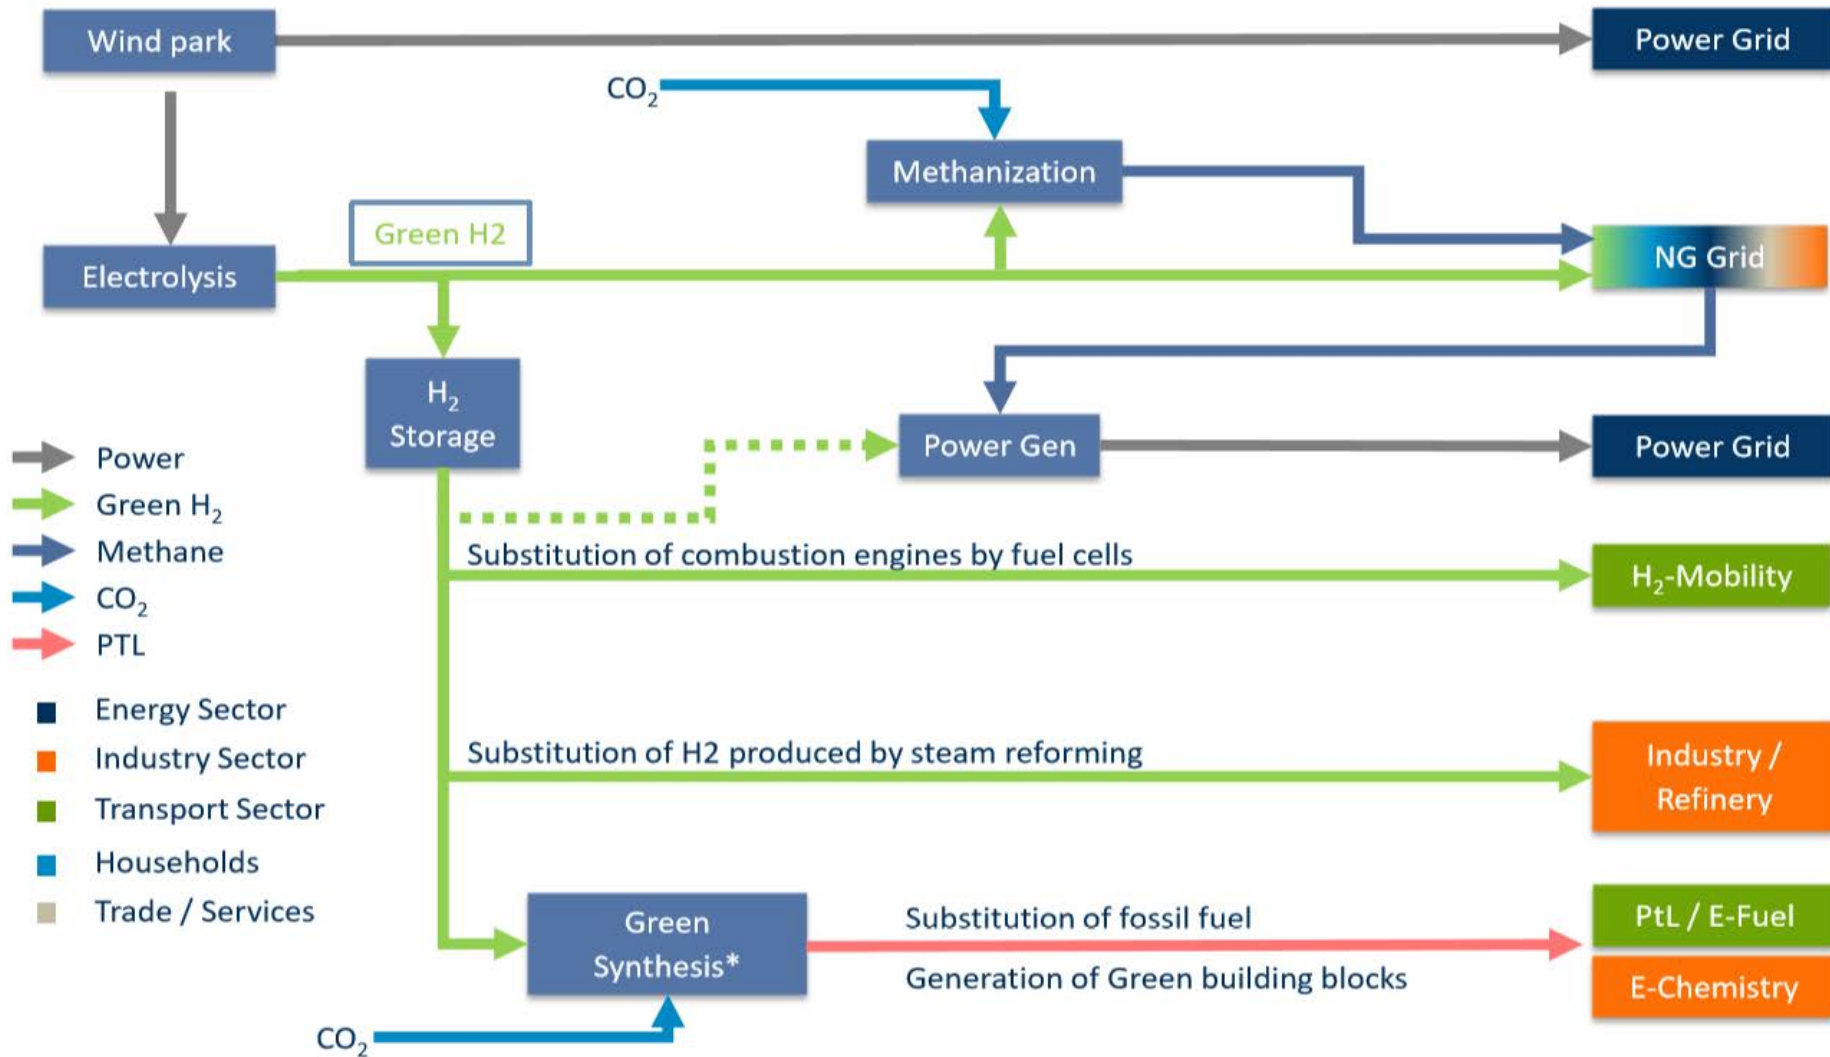 Wind park
Power Grid
CO₂
Methanization
Green H2
Electrolysis
NG Grid
H₂
Storage
Power Gen
Power Grid
Power
Green H₂
Methane
CO₂
PTL
Substitution of combustion engines by fuel cells
H₂-Mobility
Energy Sector
Industry Sector
Transport Sector
Households
Trade / Services
Substitution of H2 produced by steam reforming
Industry /
Refinery
Green
Synthesis*
Substitution of fossil fuel
Generation of Green building blocks
PtL / E-Fuel
E-Chemistry
CO₂